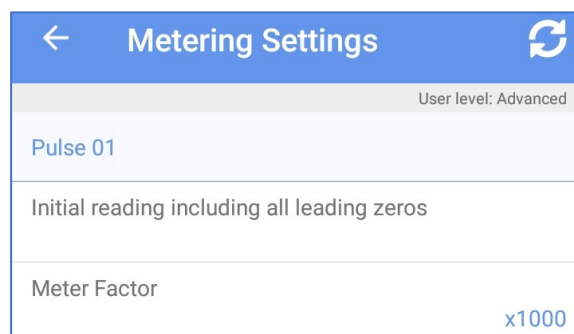 Metering Settings
User level: Advanced
Pulse 01
Initial reading including all leading zeros
Meter Factor
x1000